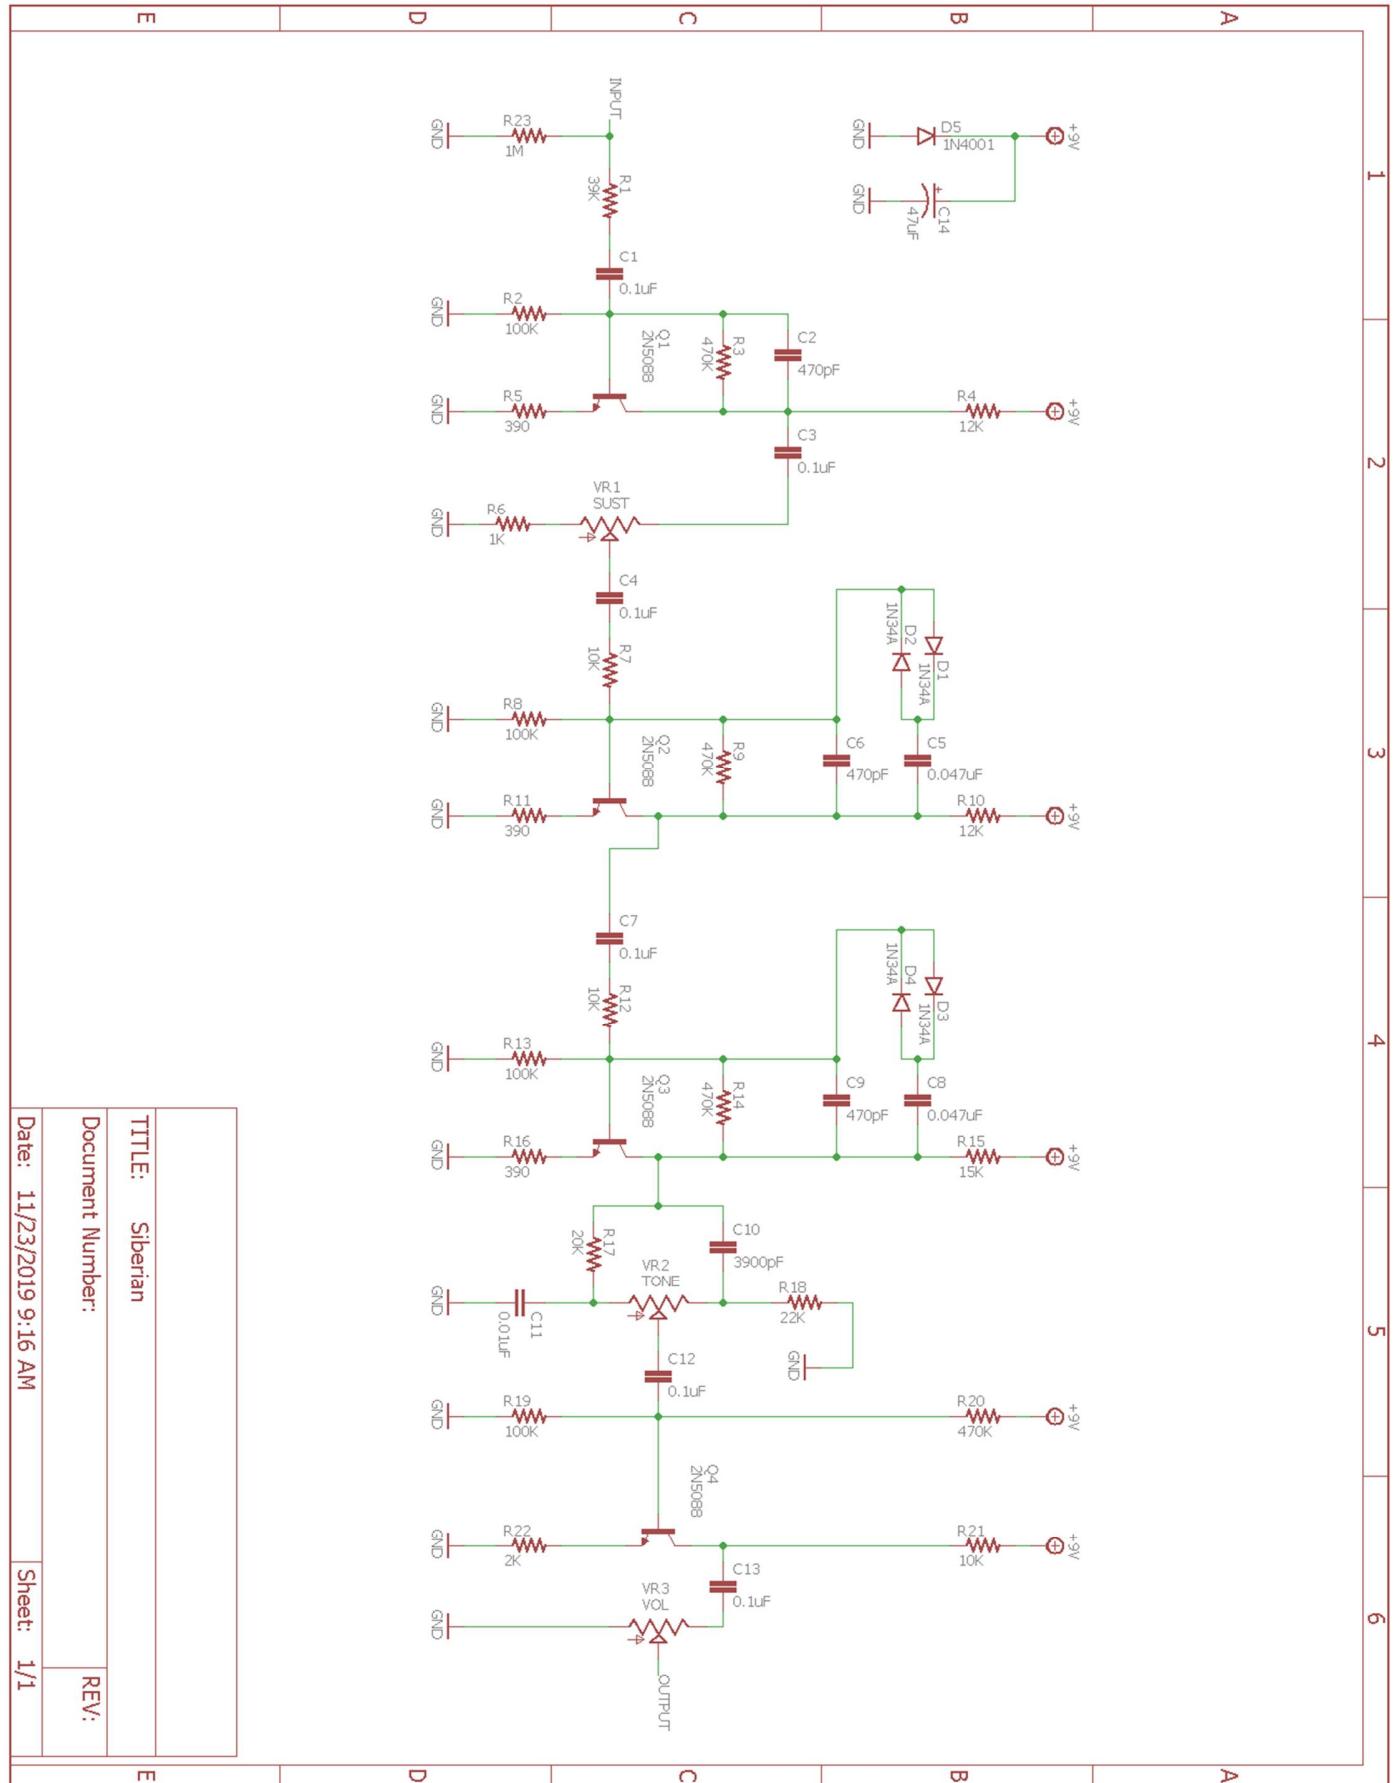 E
D
C
B
A
1
2
3
4
5
6
+9V
D5
1N4001
GND
C14
+
47uF
GND
INPUT
R23
1M
GND
R1
39K
C1
0.1uF
R2
100K
GND
Q1
2N5088
R3
470K
C2
470pF
R4
12K
+9V
R5
390
GND
C3
0.1uF
VR1
SUST
R6
1K
GND
C4
0.1uF
R7
10K
D2
1N34A
D1
1N34A
R8
100K
GND
Q2
2N5088
R9
470K
C6
470pF
C5
0.047uF
R10
12K
+9V
R11
390
GND
C7
0.1uF
R12
10K
D4
1N34A
D3
1N34A
R13
100K
GND
Q3
2N5088
R14
470K
C9
470pF
C8
0.047uF
R15
15K
+9V
R16
390
GND
R17
20K
C10
3900pF
VR2
TONE
R18
22K
GND
C11
0.01uF
GND
C12
0.1uF
R19
100K
GND
R20
470K
+9V
Q4
2N5088
R21
10K
+9V
R22
2K
GND
C13
0.1uF
VR3
VOL
GND
OUTPUT
TITLE: Siberian
Document Number:
REV:
Date: 11/23/2019 9:16 AM
Sheet: 1/1
E
D
C
B
A